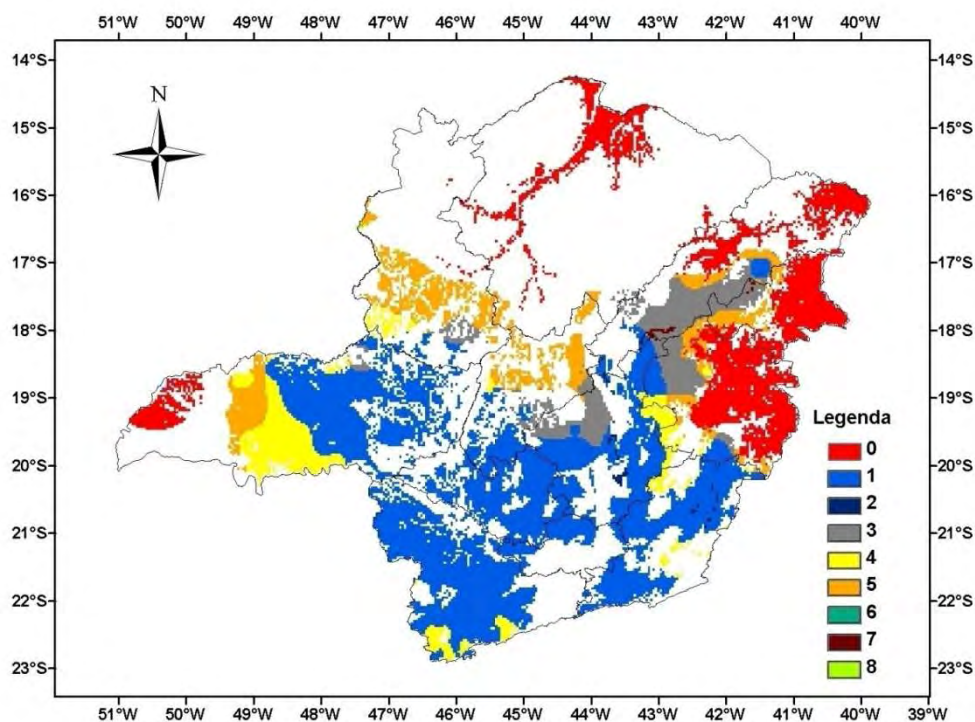 51°W 50°W 49°W 48°W 47°W 46°W 45°W 44°W 43°W 42°W 41°W 40°W
14°S 14°S
N
15°S 15°S
16°S 16°S
17°S 17°S
18°S 18°S
19°S 19°S
Legenda
0
20°S 20°S
1
2
21°S 21°S
3
4
22°S 22°S
5
6
7
23°S 23°S
8
51°W 50°W 49°W 48°W 47°W 46°W 45°W 44°W 43°W 42°W 41°W 40°W 39°W